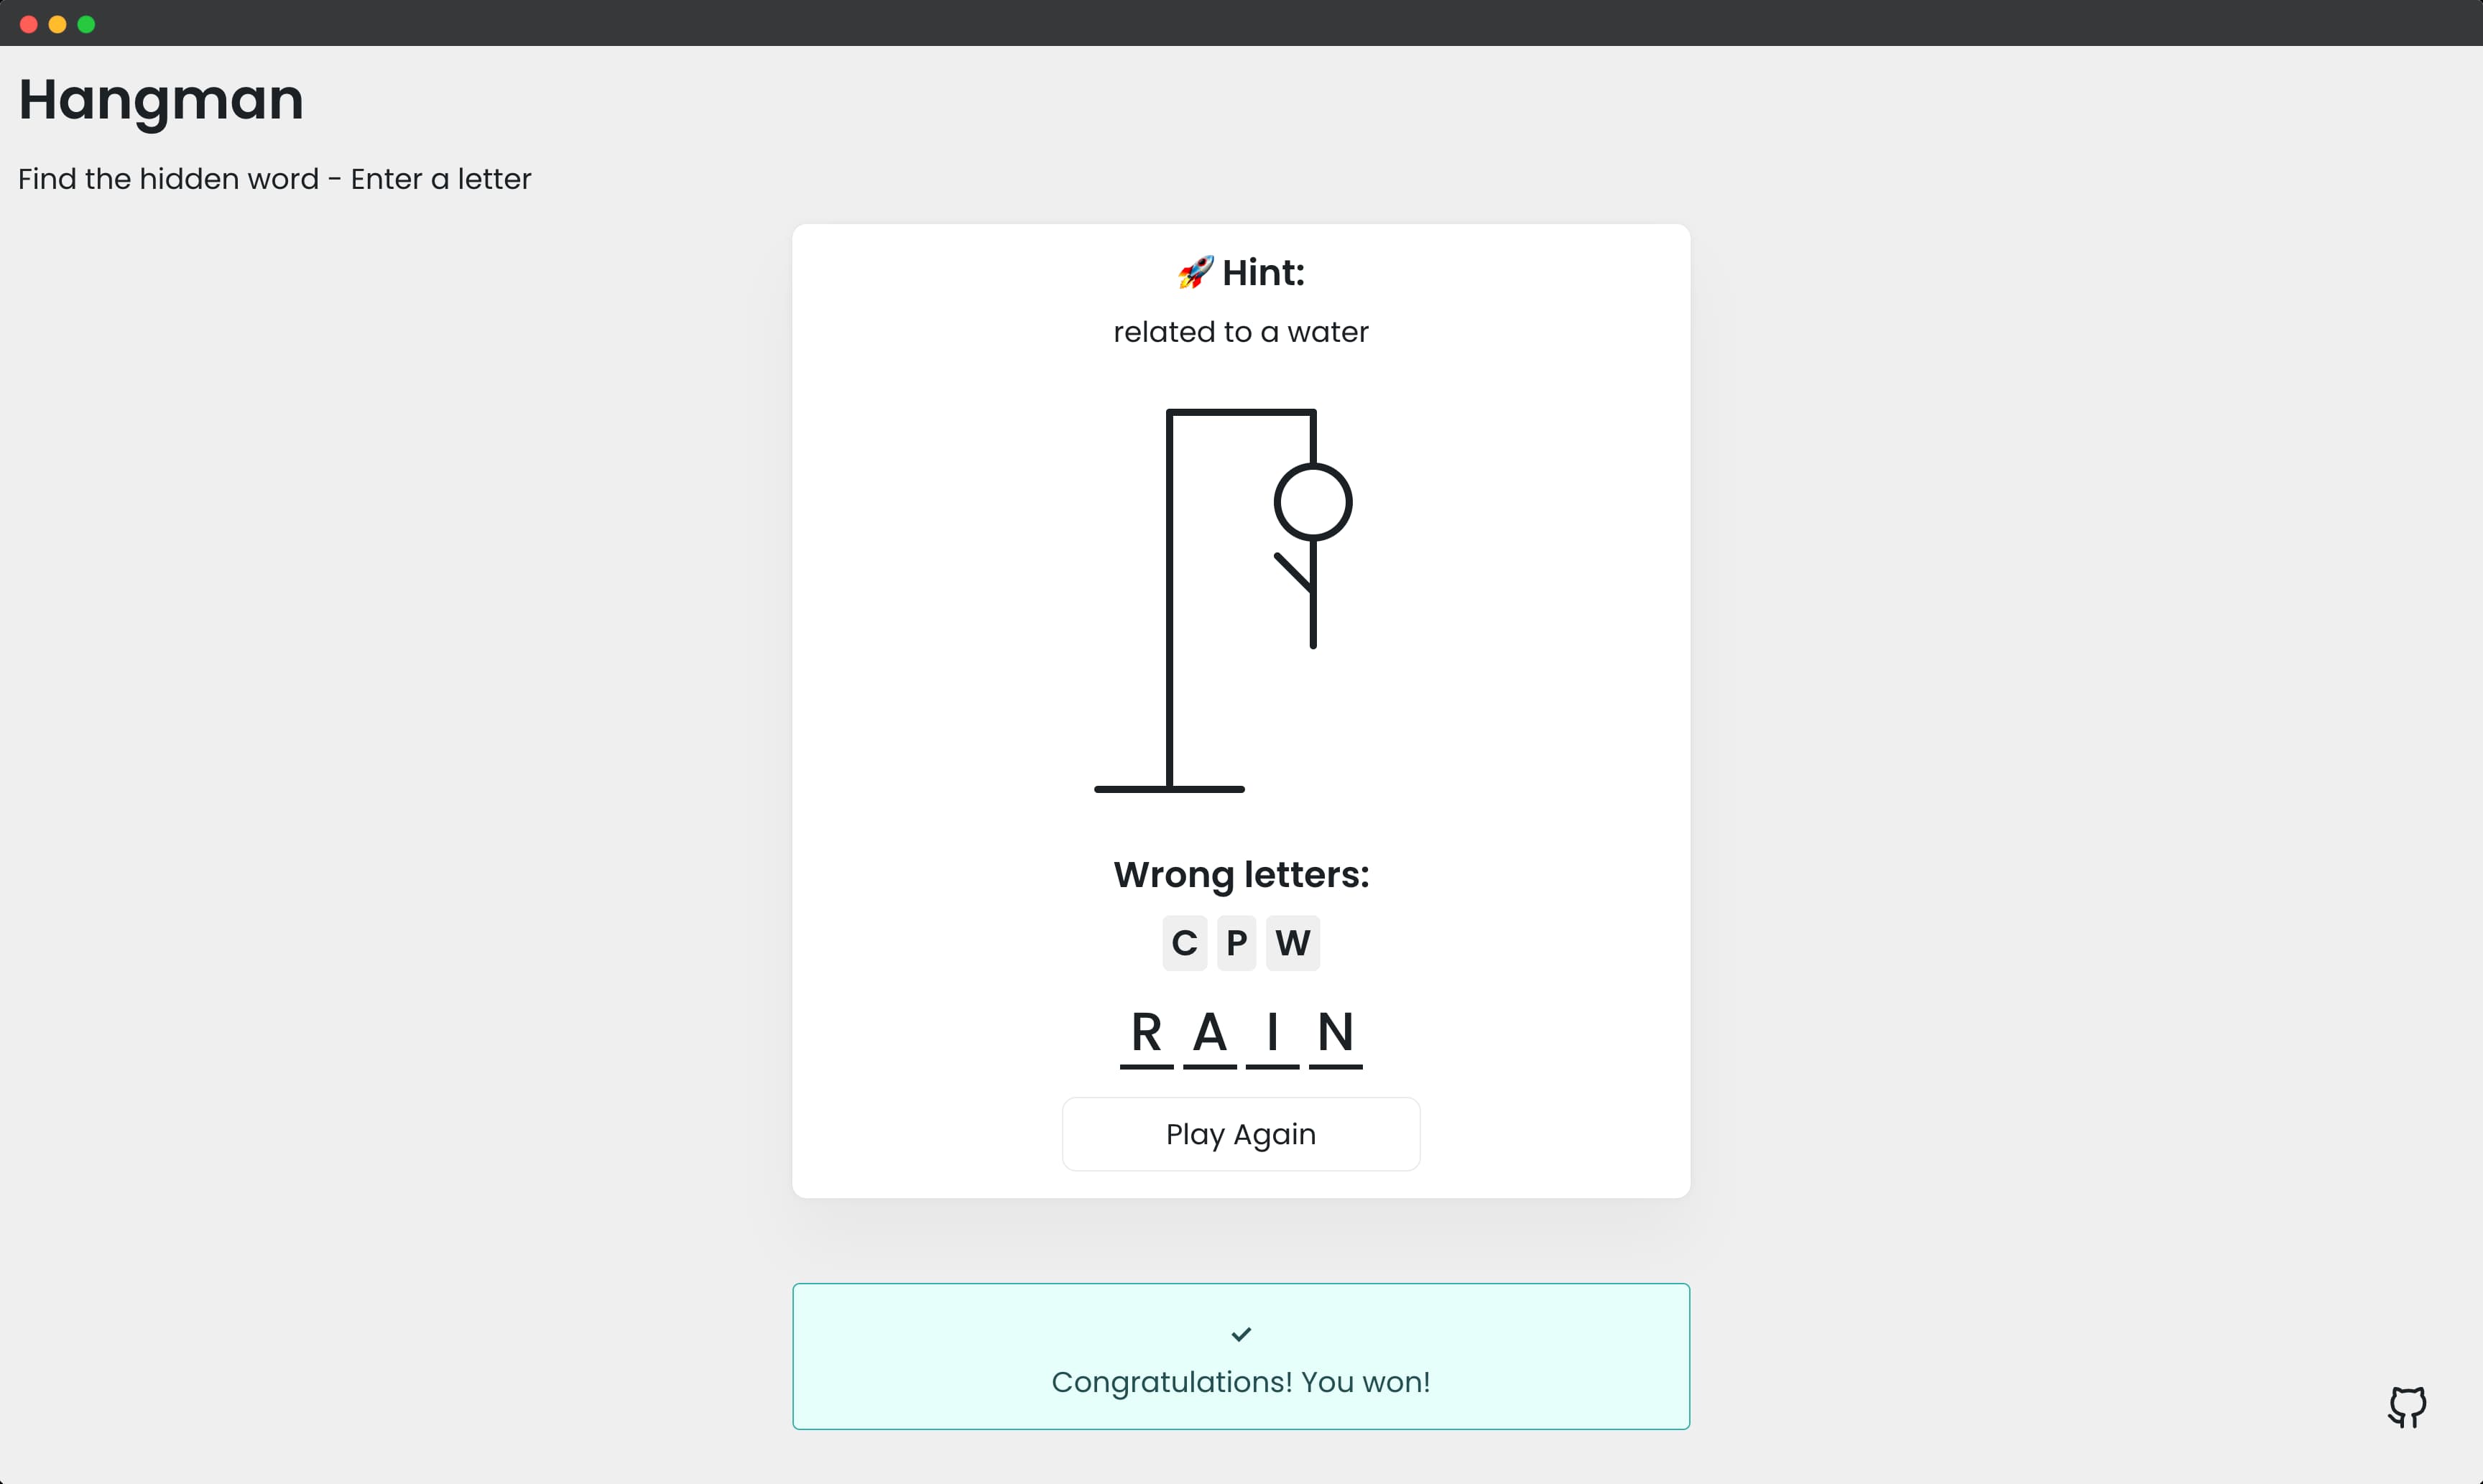 Hangman
Find the hidden word - Enter a letter
🚀 Hint:
related to a water
Wrong letters:
C P W
R A I N
Play Again
Congratulations! You won!